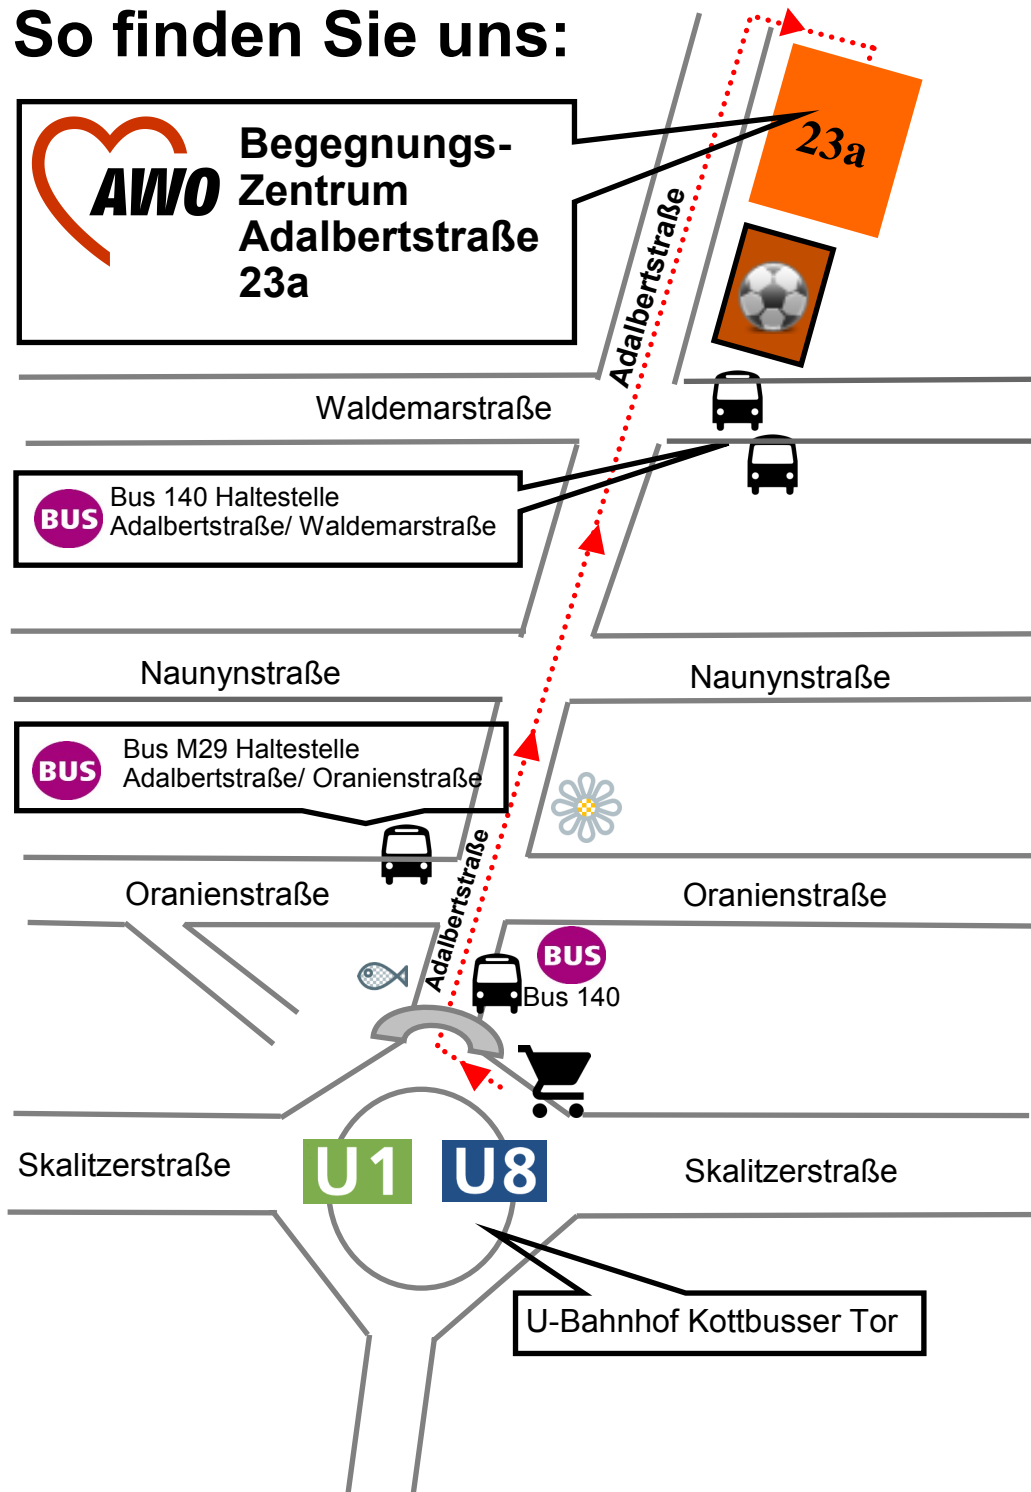 So finden Sie uns:
AWO
Begegnungs-
Zentrum
Adalbertstraße
23a
23a
Adalbertstraße
Waldemarstraße
BUS
Bus 140 Haltestelle
Adalbertstraße/ Waldemarstraße
Naunynstraße
Naunynstraße
BUS
Bus M29 Haltestelle
Adalbertstraße/ Oranienstraße
Adalbertstraße
Oranienstraße
Oranienstraße
BUS
Bus 140
Skalitzerstraße
U1
U8
Skalitzerstraße
U-Bahnhof Kottbusser Tor